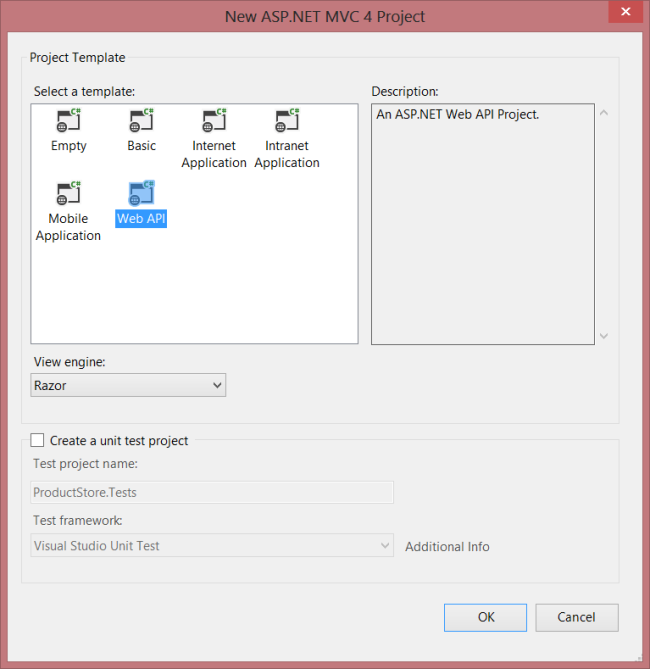 New ASP.NET MVC 4 Project
Project Template
Select a template:
Description:
C# C# C# C#
Empty Basic Internet Application Intranet Application
An ASP.NET Web API Project.
C# C#
Mobile Application Web API
View engine:
Razor
Create a unit test project
Test project name:
ProductStore.Tests
Test framework:
Visual Studio Unit Test
Additional Info
OK Cancel